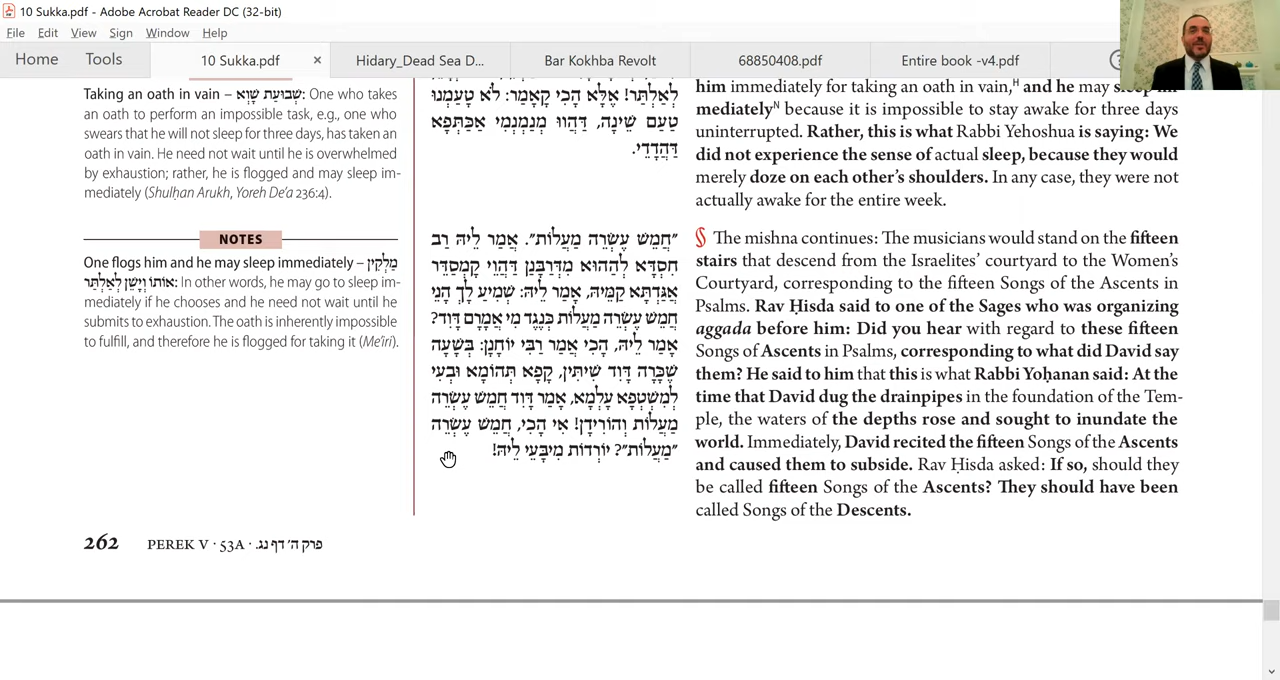 10 Sukka.pdf - Adobe Acrobat Reader DC (32-bit)
File Edit View Sign Window Help
Home Tools 10 Sukka.pdf × Hidary_Dead Sea D... Bar Kokhba Revolt 68850408.pdf Entire book -v4.pdf
Taking an oath in vain – שְׁבוּעַת שָׁוְא: One who takes
an oath to perform an impossible task, e.g., one who
swears that he will not sleep for three days, has taken an
oath in vain. He need not wait until he is overwhelmed
by exhaustion; rather, he is flogged and may sleep im-
mediately (Shulḥan Arukh, Yoreh De'a 236:4).
NOTES
One flogs him and he may sleep immediately – מַלְקִין
אוֹתוֹ וְיָשֵׁן לְאַלְתַּר: In other words, he may go to sleep im-
mediately if he chooses and he need not wait until he
submits to exhaustion. The oath is inherently impossible
to fulfill, and therefore he is flogged for taking it (Me'iri).
לְאַלְתַּר! אֶלָּא הָכִי קָאָמַר: לֹא טָעַמְנוּ
טַעַם שֵׁינָה, דַּהֲווֹ מְנַמְנְמִי אַכַּתְפָּא
דַּהֲדָדֵי.
"חֲמֵשׁ עֶשְׂרֵה מַעֲלוֹת". אֲמַר לֵיהּ רַב
חִסְדָּא לְהַהוּא מִדְּרַבָּנַן דַּהֲוֵי קָמְסַדַּר
אַגַּדְתָּא קַמֵּיהּ, אֲמַר לֵיהּ: שְׁמִיעַ לָךְ הָנֵי
חֲמֵשׁ עֶשְׂרֵה מַעֲלוֹת כְּנֶגֶד מִי אֲמָרָם דָּוִד?
אֲמַר לֵיהּ, הָכִי אָמַר רַבִּי יוֹחָנָן: בְּשָׁעָה
שֶׁכָּרָה דָּוִד שִׁיתִין, קָפָא תְּהוֹמָא וּבְעִי
לְמִשְׁטְפָא עָלְמָא, אָמַר דָּוִד חֲמֵשׁ עֶשְׂרֵה
מַעֲלוֹת וְהוֹרִידָן! אִי הָכִי, חֲמֵשׁ עֶשְׂרֵה
"מַעֲלוֹת"? יוֹרְדוֹת מִיבָּעֵי לֵיהּ!
him immediately for taking an oath in vain,ᴴ and he may
mediatelyᴺ because it is impossible to stay awake for three days
uninterrupted. Rather, this is what Rabbi Yehoshua is saying: We
did not experience the sense of actual sleep, because they would
merely doze on each other's shoulders. In any case, they were not
actually awake for the entire week.
§ The mishna continues: The musicians would stand on the fifteen
stairs that descend from the Israelites' courtyard to the Women's
Courtyard, corresponding to the fifteen Songs of the Ascents in
Psalms. Rav Ḥisda said to one of the Sages who was organizing
aggada before him: Did you hear with regard to these fifteen
Songs of Ascents in Psalms, corresponding to what did David say
them? He said to him that this is what Rabbi Yoḥanan said: At the
time that David dug the drainpipes in the foundation of the Tem-
ple, the waters of the depths rose and sought to inundate the
world. Immediately, David recited the fifteen Songs of the Ascents
and caused them to subside. Rav Ḥisda asked: If so, should they
be called fifteen Songs of the Ascents? They should have been
called Songs of the Descents.
262 PEREK V · 53A · פרק ה׳ דף נג.